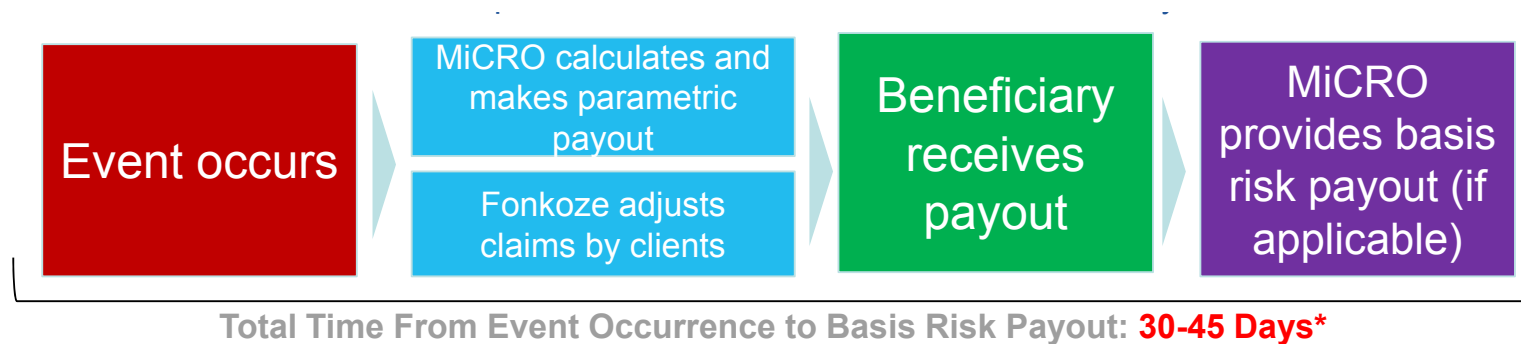 Event occurs
MiCRO calculates and
makes parametric
payout
Fonkoze adjusts
claims by clients
Beneficiary
receives
payout
MiCRO
provides basis
risk payout (if
applicable)
Total Time From Event Occurrence to Basis Risk Payout: 30-45 Days*